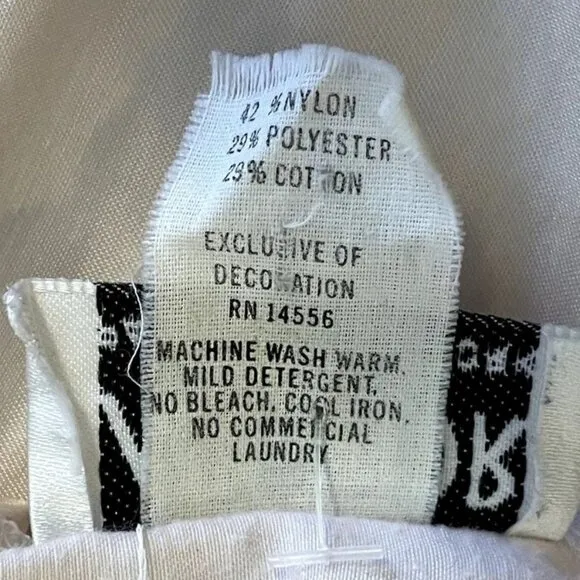 42 % NYLON
29% POLYESTER
29% COTTON
EXCLUSIVE OF
DECORATION
RN 14556
MACHINE WASH WARM.
MILD DETERGENT,
NO BLEACH. COOL IRON.
NO COMMERCIAL
LAUNDRY